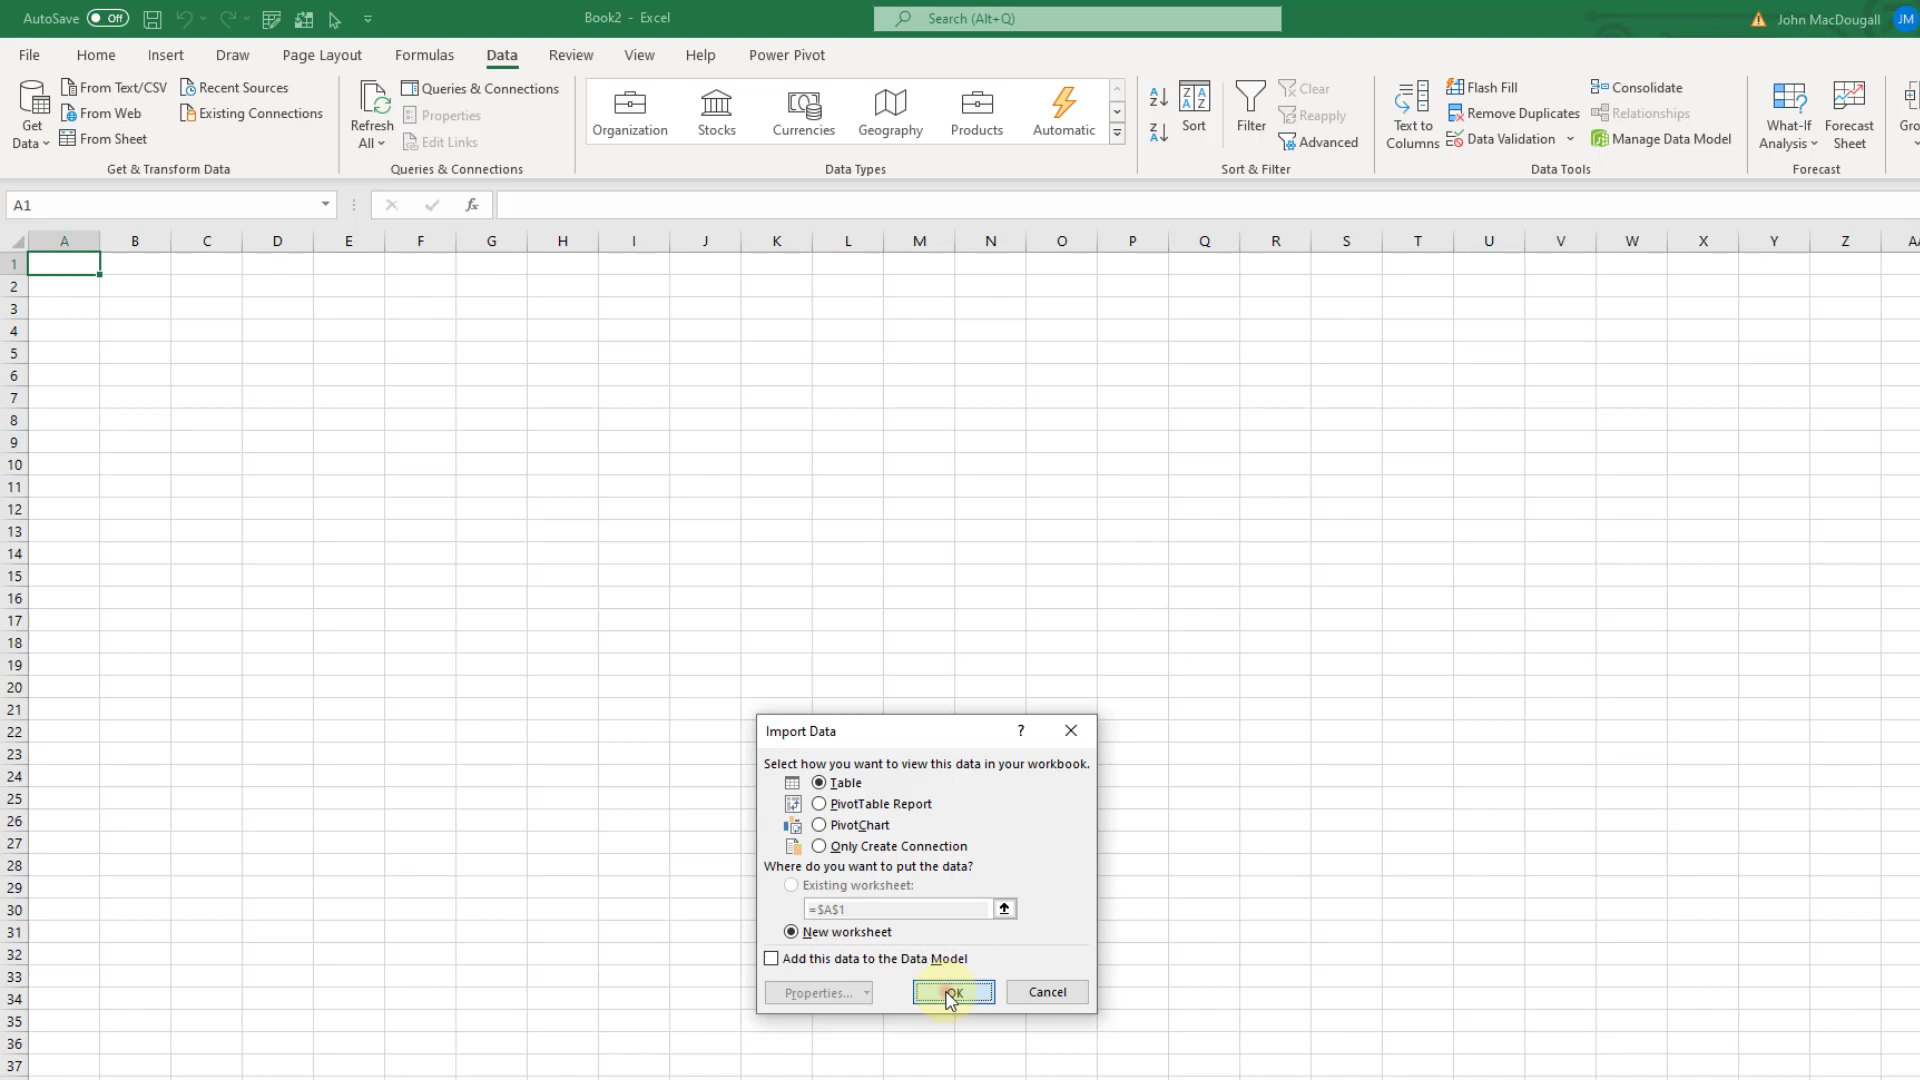 AutoSave Off Book2 - Excel Search (Alt+Q) John MacDougall JM
File Home Insert Draw Page Layout Formulas Data Review View Help Power Pivot
Get Data
From Text/CSV
From Web
From Sheet
Recent Sources
Existing Connections
Get & Transform Data
Refresh All
Queries & Connections
Properties
Edit Links
Queries & Connections
Organization Stocks Currencies Geography Products Automatic
Data Types
Sort
Filter
Clear
Reapply
Advanced
Sort & Filter
Text to Columns
Flash Fill
Remove Duplicates
Data Validation
Consolidate
Relationships
Manage Data Model
Data Tools
What-If Analysis
Forecast Sheet
Forecast
A1
fx
A B C D E F G H I J K L M N O P Q R S T U V W X Y Z
1
2
3
4
5
6
7
8
9
10
11
12
13
14
15
16
17
18
19
20
21
22
23
24
25
26
27
28
29
30
31
32
33
34
35
36
37
Import Data ?
Select how you want to view this data in your workbook.
Table
PivotTable Report
PivotChart
Only Create Connection
Where do you want to put the data?
Existing worksheet:
=$A$1
New worksheet
Add this data to the Data Model
Properties... OK Cancel